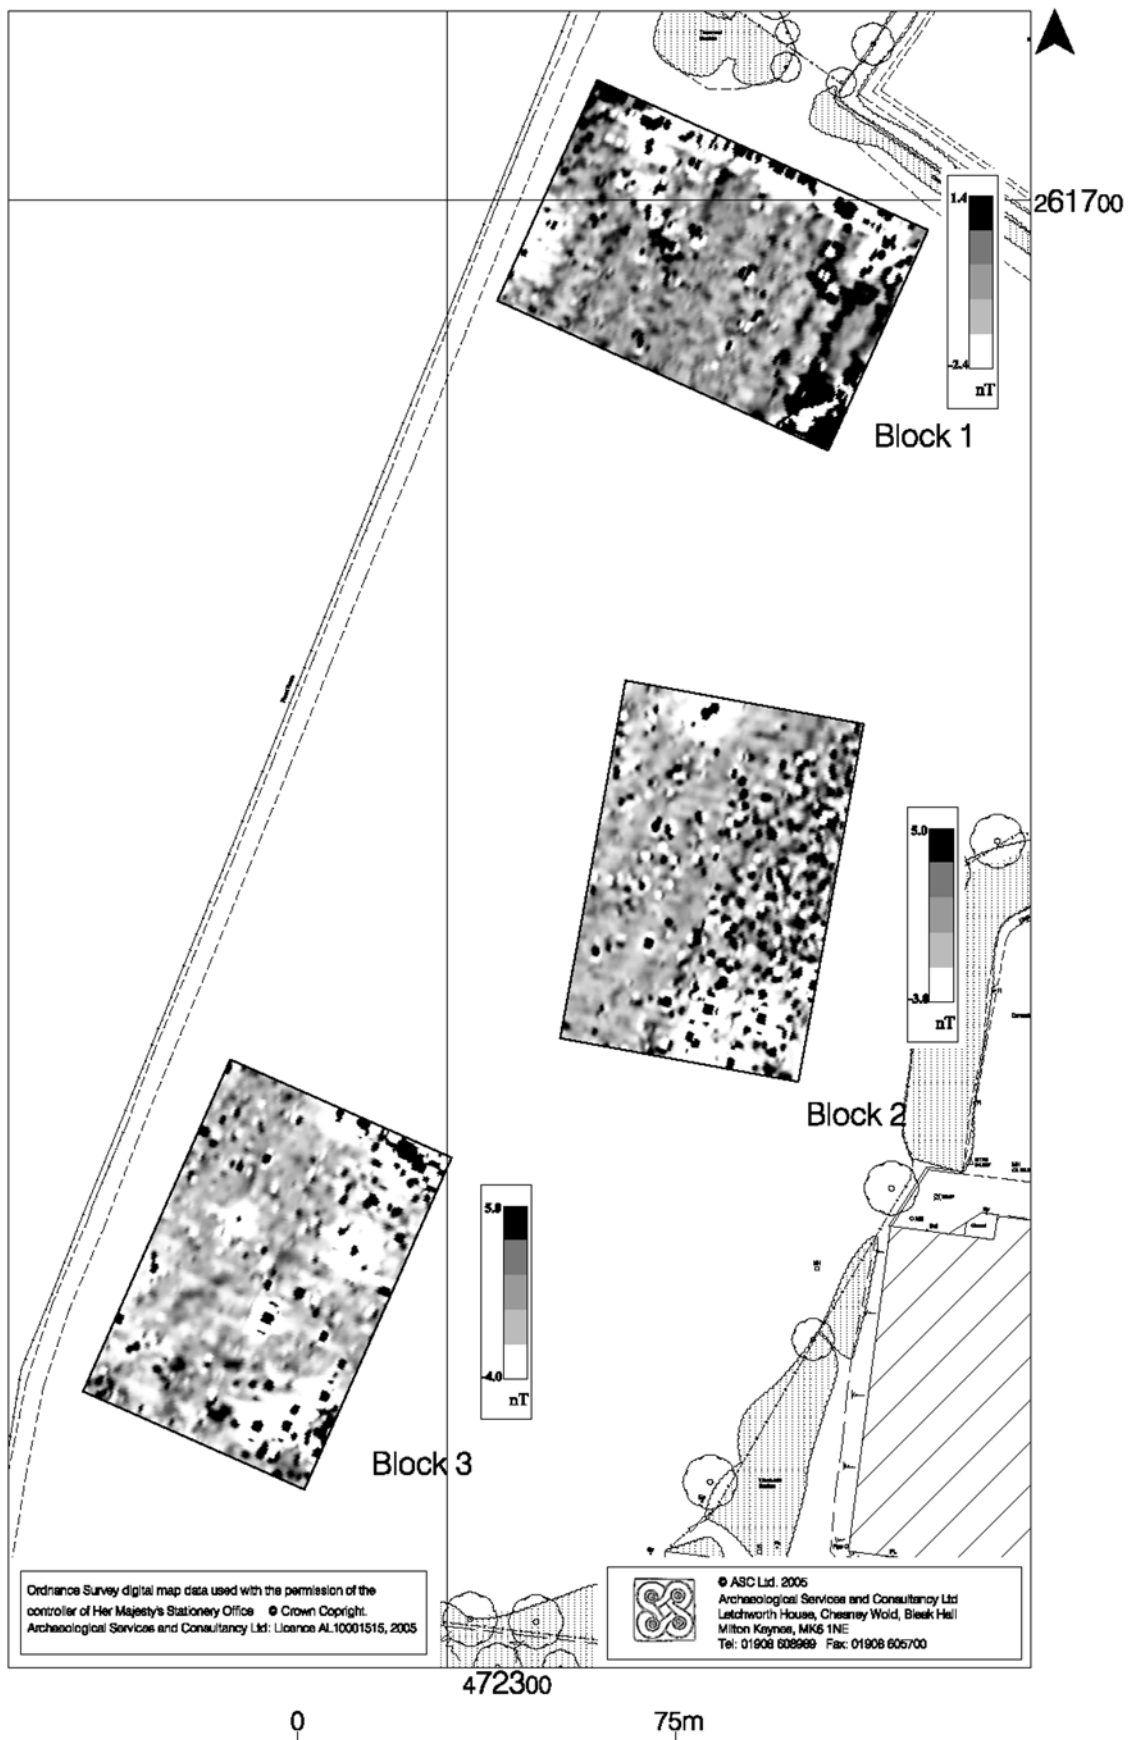 261700
1.4
-2.4
nT
Block 1
5.0
-3.0
nT
Block 2
5.0
-4.0
nT
Block 3
Ordnance Survey digital map data used with the permission of the
controller of Her Majesty's Stationery Office © Crown Copright.
Archaeological Services and Consultancy Ltd: Licence AL10001515, 2005
© ASC Ltd. 2005
Archaeological Services and Consultancy Ltd
Letchworth House, Chesney Wold, Bleak Hall
Milton Keynes, MK6 1NE
Tel: 01908 608989 Fax: 01908 605700
472300
0 75m